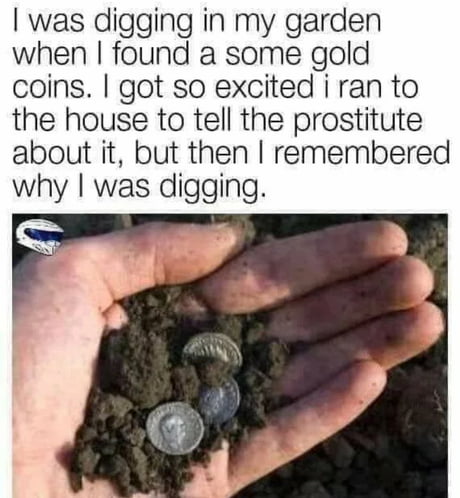 I was digging in my garden
when I found a some gold
coins. I got so excited i ran to
the house to tell the prostitute
about it, but then I remembered
why I was digging.